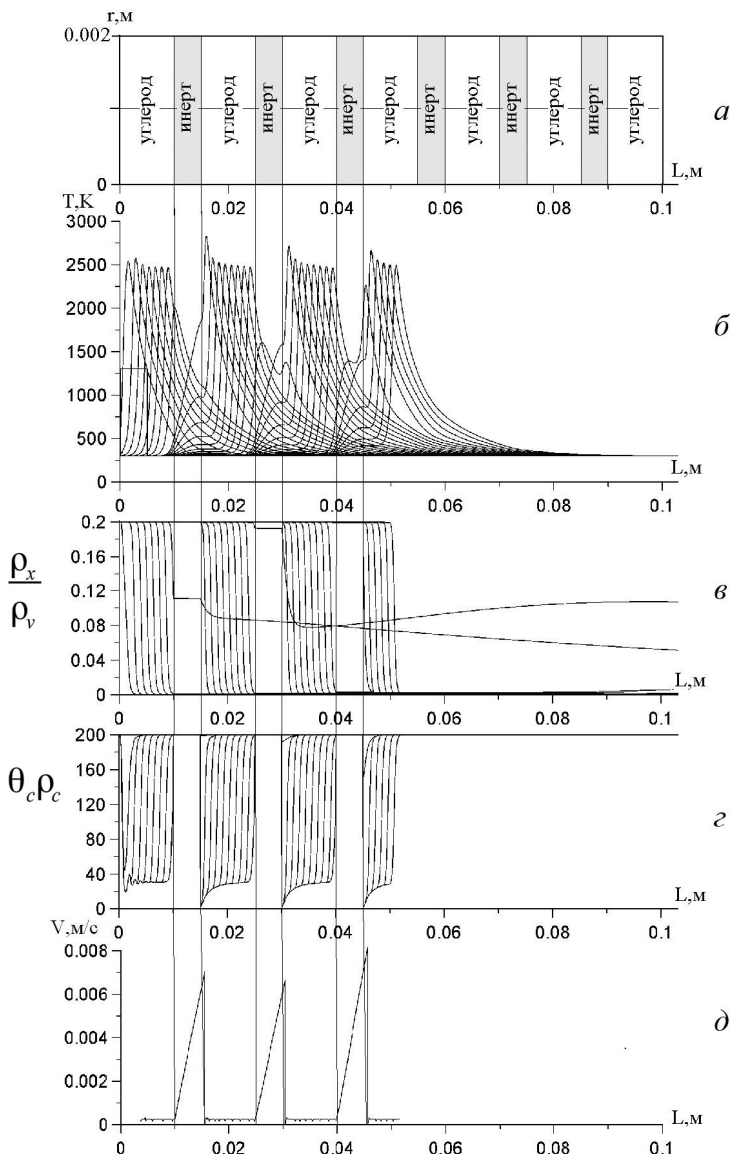 r,м
0.002
углерод
инерт
углерод
инерт
углерод
инерт
углерод
инерт
углерод
инерт
углерод
инерт
углерод
а
0
L,м
0 0.02 0.04 0.06 0.08 0.1
T,K
3000
2500
2000
б
1500
1000
500
0
L,м
0 0.02 0.04 0.06 0.08 0.1
0.2
0.16
ρx
0.12
в
ρv
0.08
0.04
0
L,м
0 0.02 0.04 0.06 0.08 0.1
200
160
θcρc
120
г
80
40
0
L,м
0 0.02 0.04 0.06 0.08 0.1
V,м/с
0.008
0.006
0.004
д
0.002
0
L,м
0 0.02 0.04 0.06 0.08 0.1